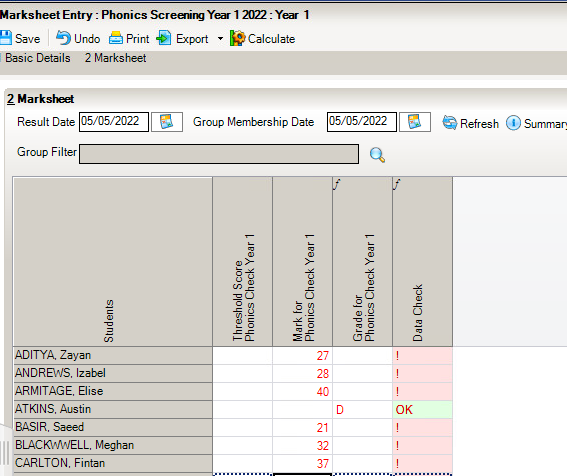 Marksheet Entry : Phonics Screening Year 1 2022 : Year 1
Save Undo Print Export Calculate
Basic Details 2 Marksheet
2 Marksheet
Result Date 05/05/2022 Group Membership Date 05/05/2022 Refresh Summary
Group Filter
Students
Threshold Score
Phonics Check Year 1
Mark for
Phonics Check Year 1
f
Grade for
Phonics Check Year 1
f
Data Check
ADITYA, Zayan 27 !
ANDREWS, Izabel 28 !
ARMITAGE, Elise 40 !
ATKINS, Austin D OK
BASIR, Saeed 21 !
BLACKWWELL, Meghan 32 !
CARLTON, Fintan 37 !